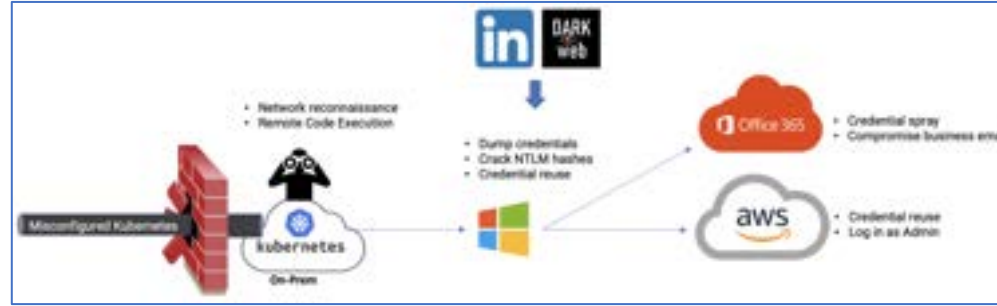 in
DARK
web
• Network reconnaissance
• Remote Code Execution
• Dump credentials
• Crack NTLM hashes
• Credential reuse
Office 365
• Credential spray
• Compromise business ema
Misconfigured Kubernetes
kubernetes
On-Prem
aws
• Credential reuse
• Log in as Admin